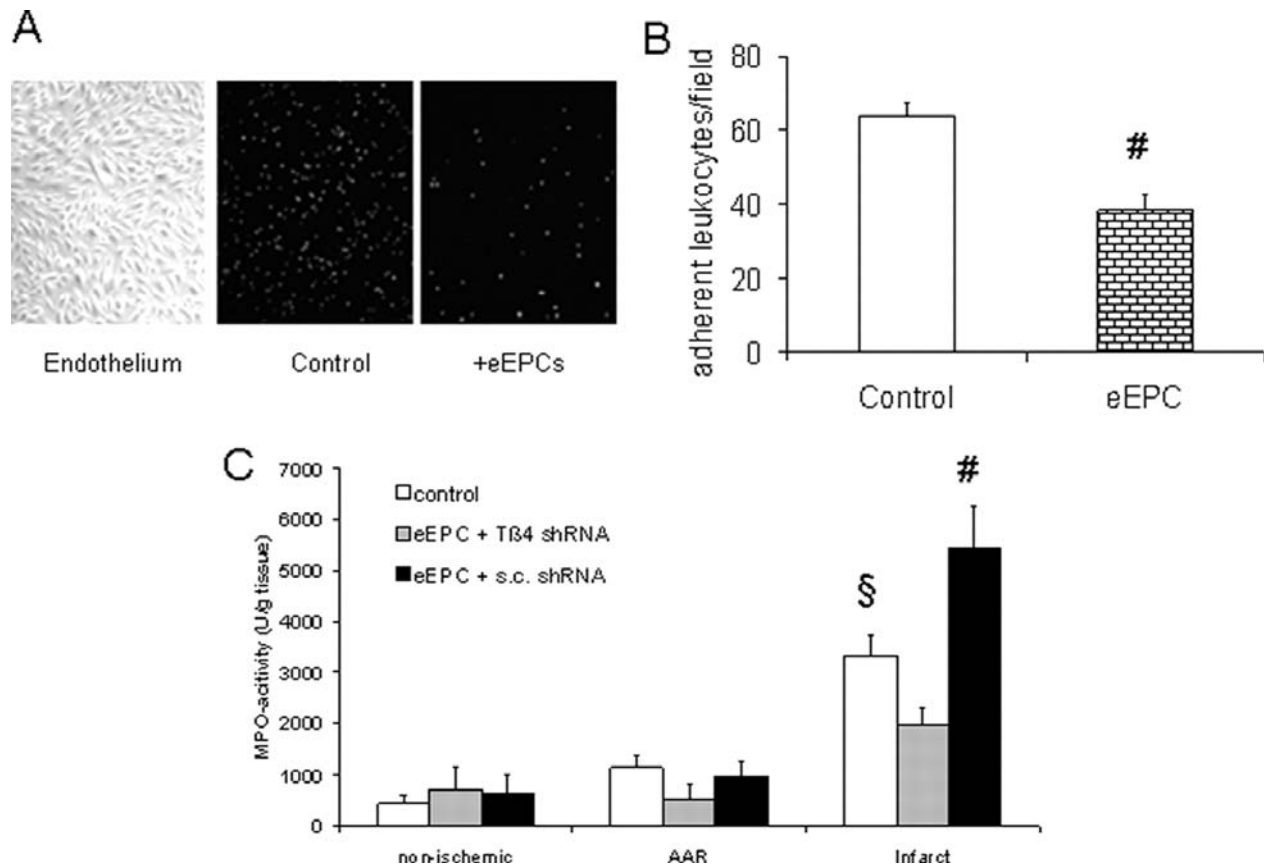 A
Endothelium
Control
+eEPCs
B
adherent leukocytes/field
80
60
40
20
0
#
Control
eEPC
C
MPO-acitivity (U/g tissue)
7000
6000
5000
4000
3000
2000
1000
0
control
eEPC + Tß4 shRNA
eEPC + s.c. shRNA
§
#
non-ischemic
AAR
Infarct